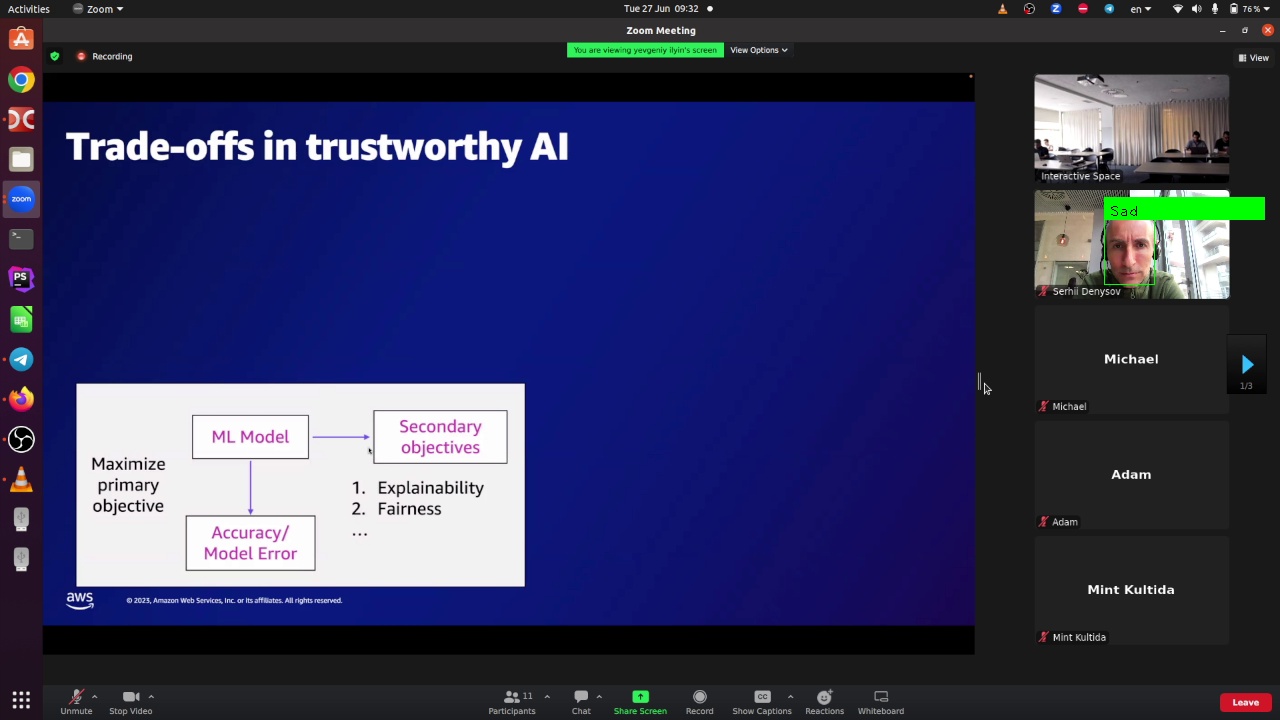 Activities
Zoom
Tue 27 Jun 09:32
en
76%
Zoom Meeting
Recording
You are viewing yevgeniy ilyin's screen
View Options
View
Trade-offs in trustworthy AI
ML Model
Secondary
objectives
Maximize
primary
objective
1. Explainability
2. Fairness
...
Accuracy/
Model Error
aws
© 2023, Amazon Web Services, Inc. or its affiliates. All rights reserved.
Interactive Space
Sad
Serhii Denysov
Michael
Michael
1/3
Adam
Adam
Mint Kultida
Mint Kultida
zoom
PS
Unmute
Stop Video
Participants
11
Chat
Share Screen
Record
CC
Show Captions
Reactions
Whiteboard
Leave